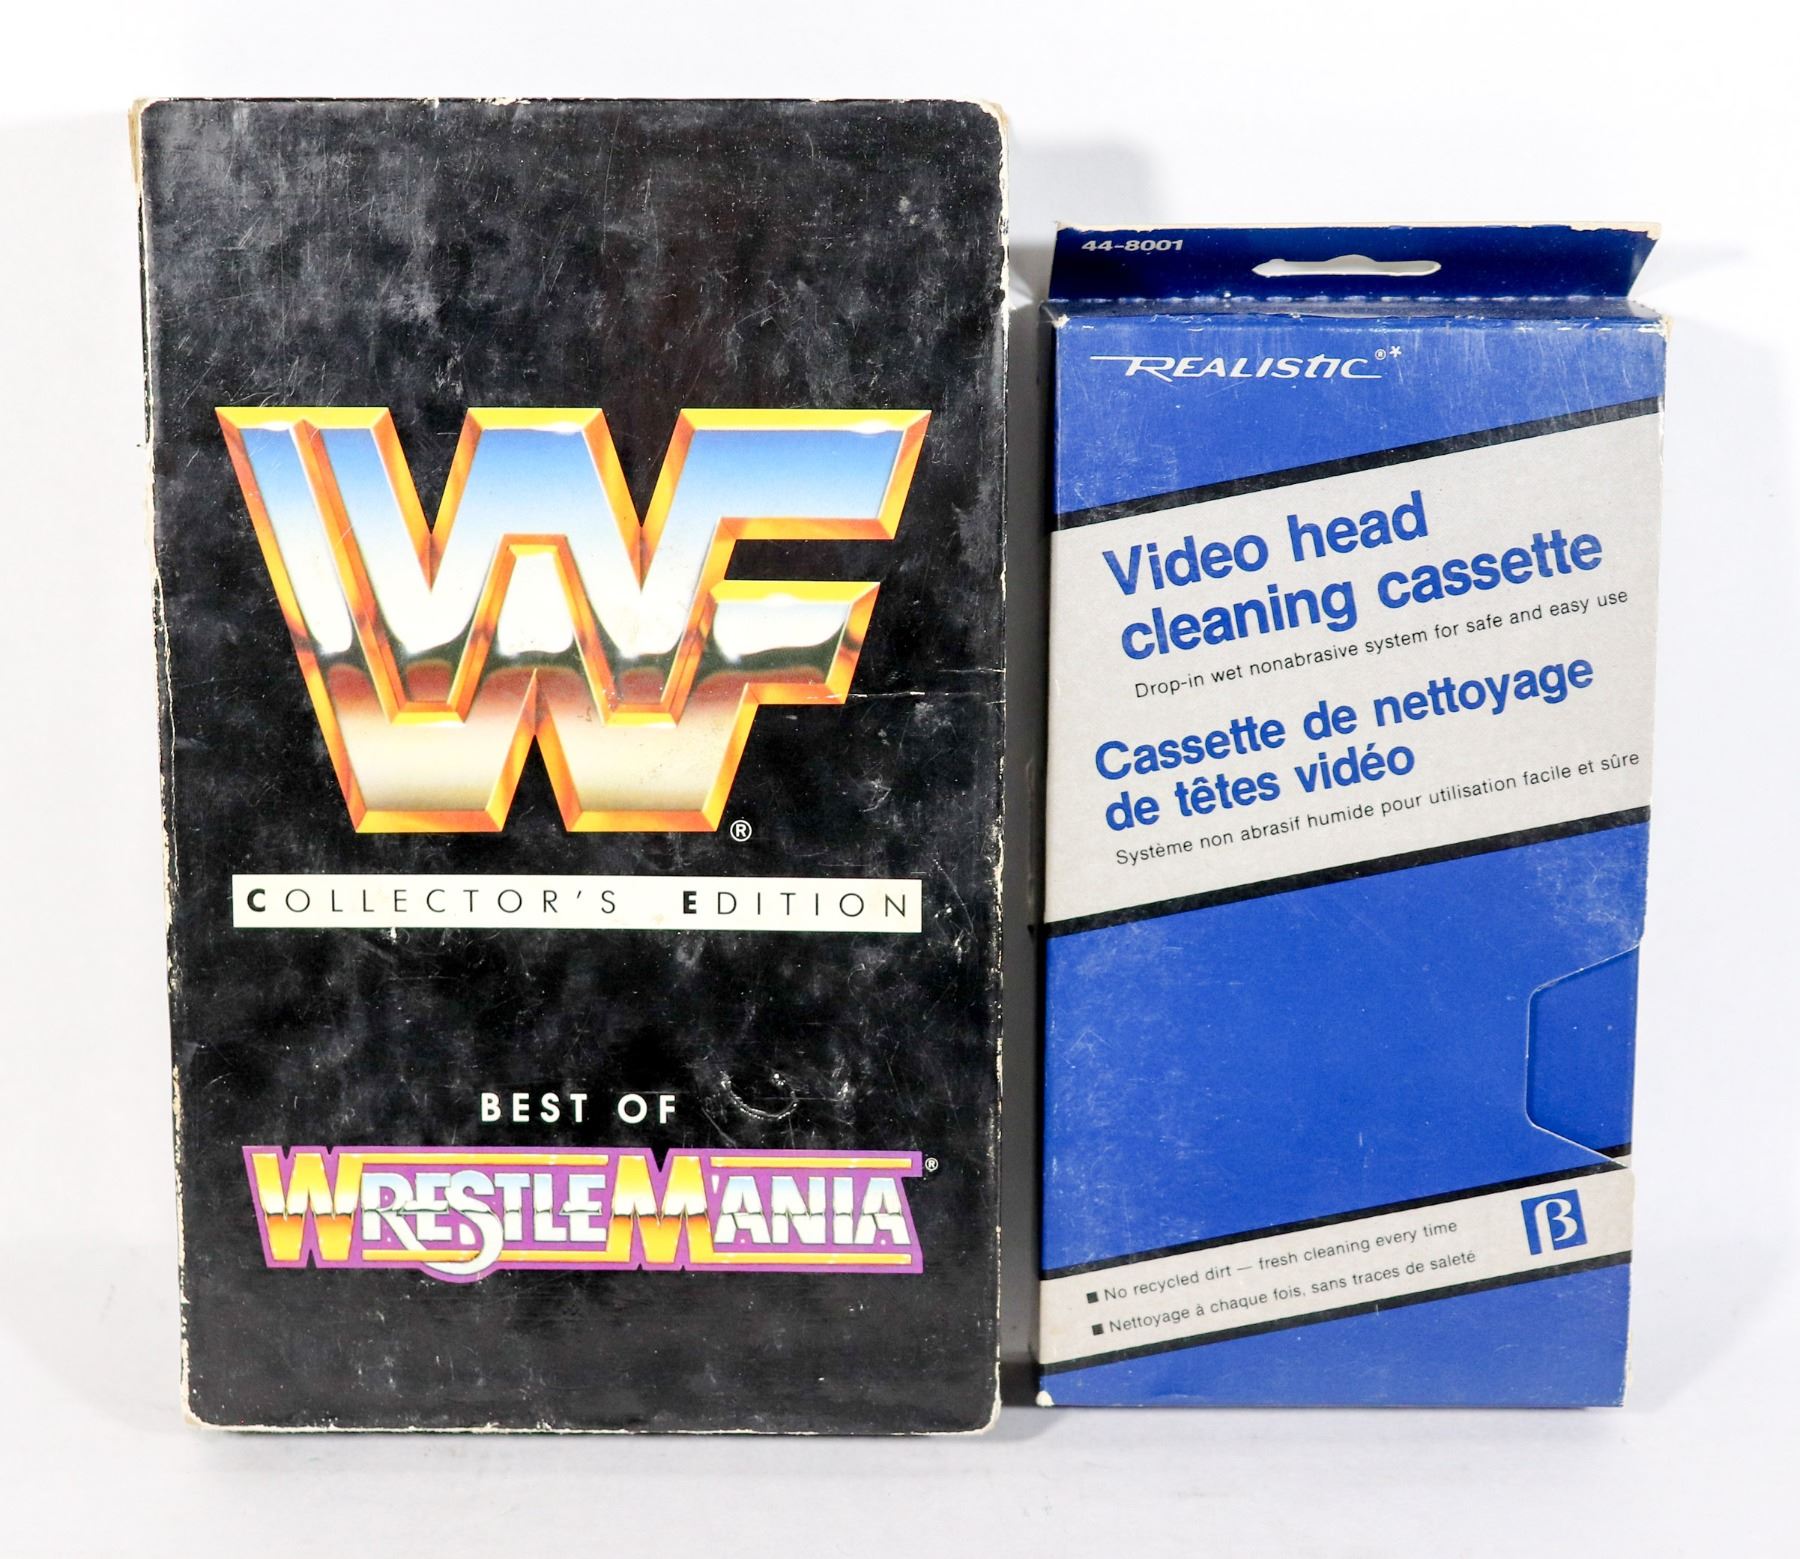 WF
®
COLLECTOR'S EDITION
BEST OF
WRESTLEMANIA®
44-8001
REALISTIC®*
Video head
cleaning cassette
Drop-in wet nonabrasive system for safe and easy use
Cassette de nettoyage
de têtes vidéo
Système non abrasif humide pour utilisation facile et sûre
■ No recycled dirt — fresh cleaning every time
■ Nettoyage à chaque fois, sans traces de saleté
β